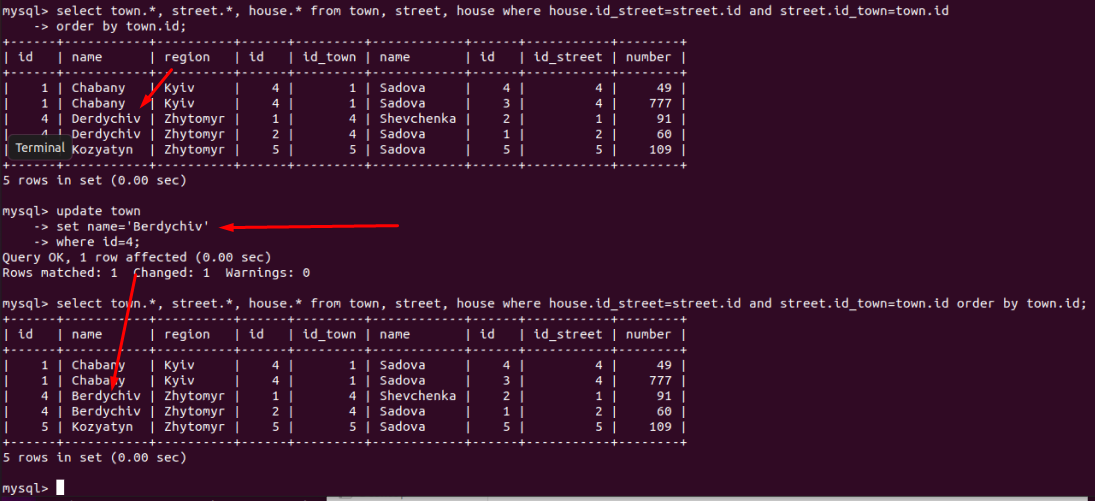 mysql> select town.*, street.*, house.* from town, street, house where house.id_street=street.id and street.id_town=town.id
    -> order by town.id;
+------+-----------+----------+------+---------+------------+------+-----------+--------+
| id   | name      | region   | id   | id_town | name       | id   | id_street | number |
+------+-----------+----------+------+---------+------------+------+-----------+--------+
|    1 | Chabany   | Kyiv     |    4 |       1 | Sadova     |    4 |         4 |     49 |
|    1 | Chabany   | Kyiv     |    4 |       1 | Sadova     |    3 |         4 |    777 |
|    4 | Derdychiv | Zhytomyr |    1 |       4 | Shevchenka |    2 |         1 |     91 |
|    4 | Derdychiv | Zhytomyr |    2 |       4 | Sadova     |    1 |         2 |     60 |
Terminal Kozyatyn | Zhytomyr |    5 |       5 | Sadova     |    5 |         5 |    109 |
+------+-----------+----------+------+---------+------------+------+-----------+--------+
5 rows in set (0.00 sec)
mysql> update town
    -> set name='Berdychiv'
    -> where id=4;
Query OK, 1 row affected (0.00 sec)
Rows matched: 1  Changed: 1  Warnings: 0
mysql> select town.*, street.*, house.* from town, street, house where house.id_street=street.id and street.id_town=town.id order by town.id;
+------+-----------+----------+------+---------+------------+------+-----------+--------+
| id   | name      | region   | id   | id_town | name       | id   | id_street | number |
+------+-----------+----------+------+---------+------------+------+-----------+--------+
|    1 | Chabany   | Kyiv     |    4 |       1 | Sadova     |    4 |         4 |     49 |
|    1 | Chabany   | Kyiv     |    4 |       1 | Sadova     |    3 |         4 |    777 |
|    4 | Berdychiv | Zhytomyr |    1 |       4 | Shevchenka |    2 |         1 |     91 |
|    4 | Berdychiv | Zhytomyr |    2 |       4 | Sadova     |    1 |         2 |     60 |
|    5 | Kozyatyn  | Zhytomyr |    5 |       5 | Sadova     |    5 |         5 |    109 |
+------+-----------+----------+------+---------+------------+------+-----------+--------+
5 rows in set (0.00 sec)
mysql>